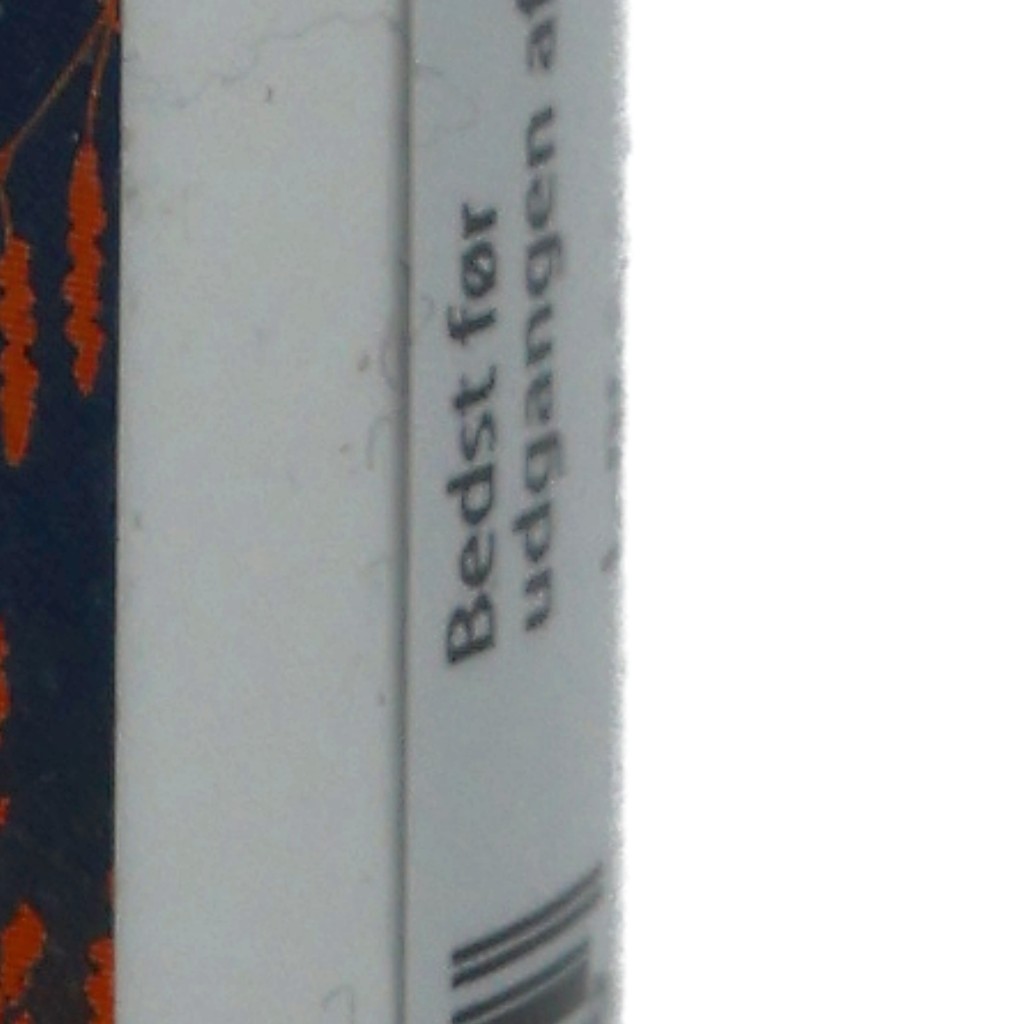 Bedst før
udgangen af